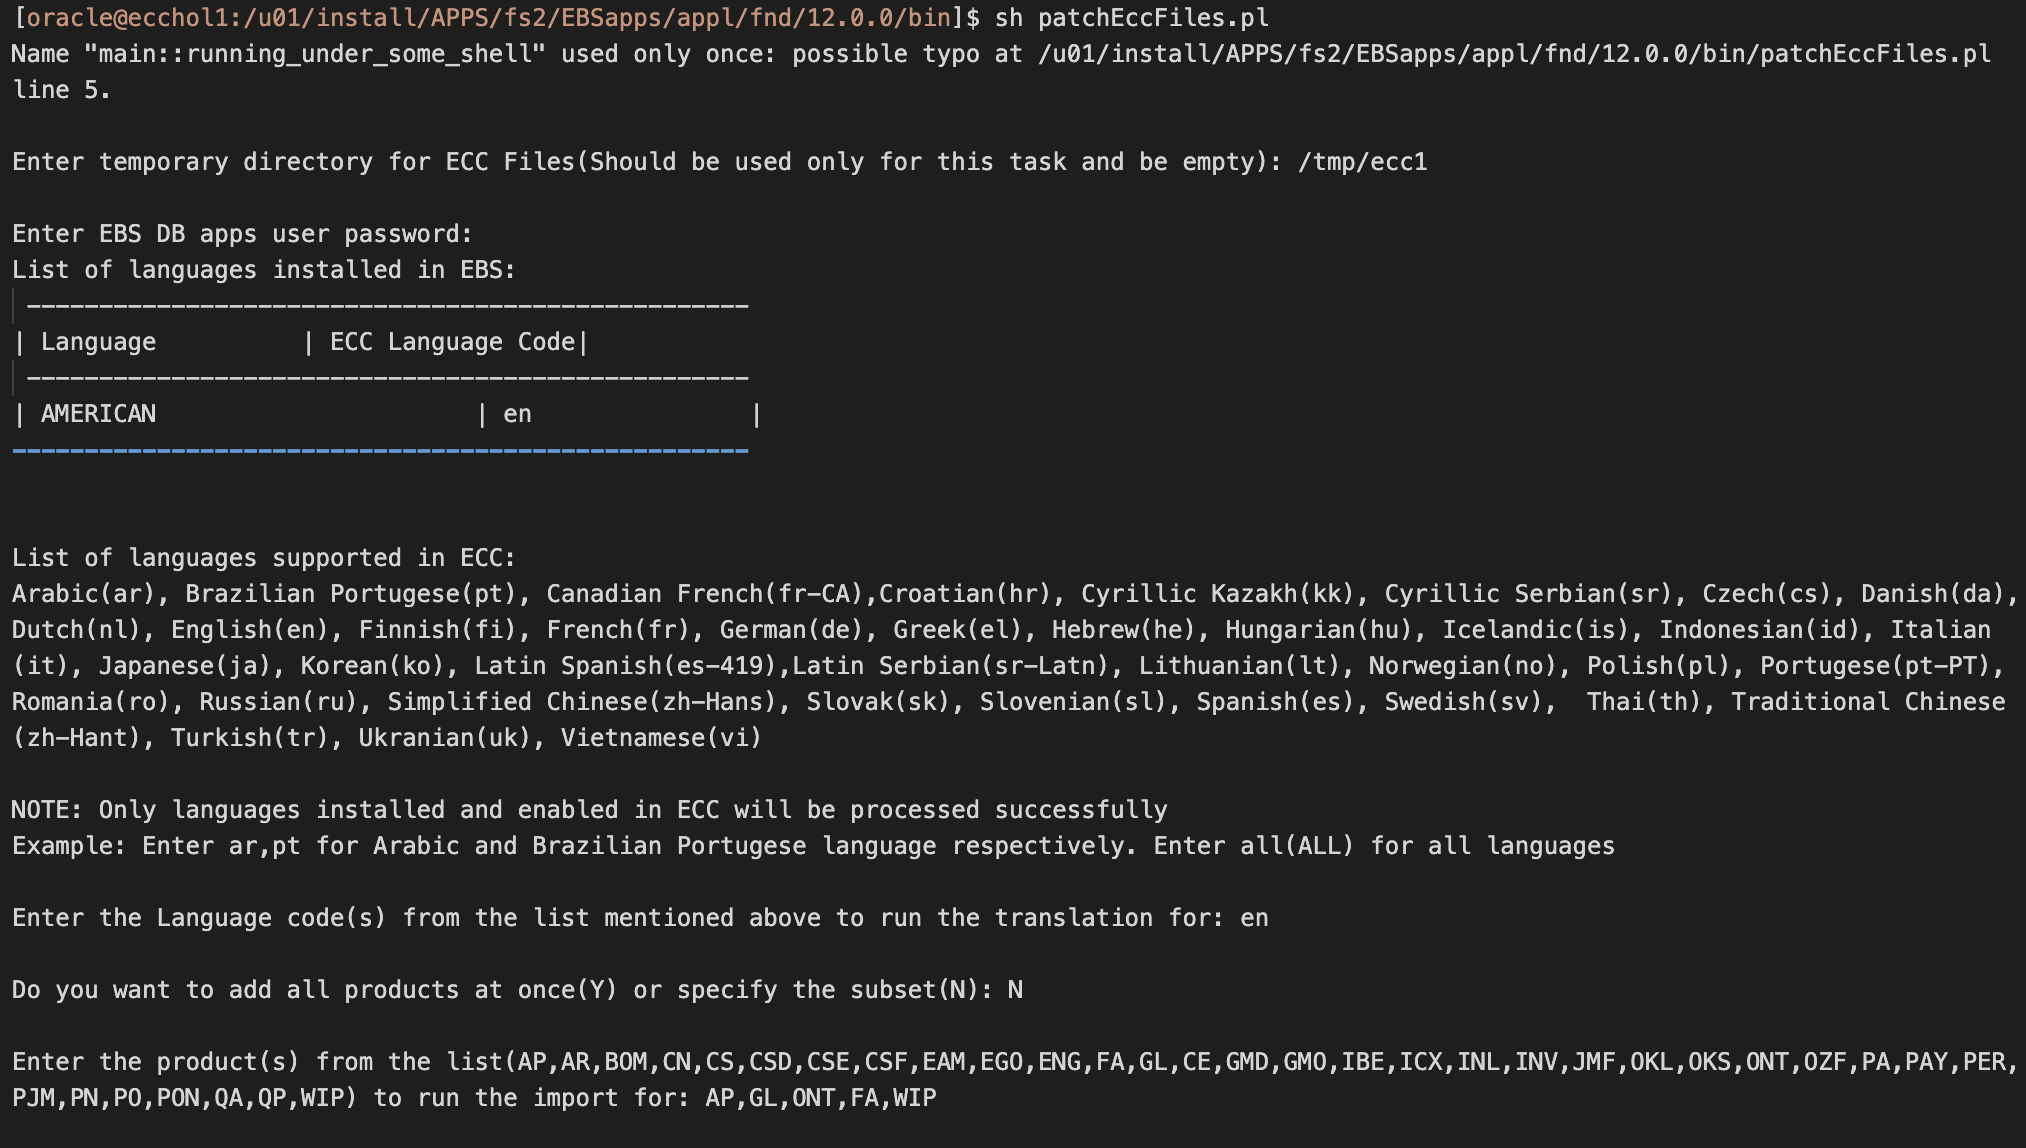 [oracle@ecchol1:/u01/install/APPS/fs2/EBSapps/appl/fnd/12.0.0/bin]$ sh patchEccFiles.pl
Name "main::running_under_some_shell" used only once: possible typo at /u01/install/APPS/fs2/EBSapps/appl/fnd/12.0.0/bin/patchEccFiles.pl
line 5.

Enter temporary directory for ECC Files(Should be used only for this task and be empty): /tmp/ecc1

Enter EBS DB apps user password:
List of languages installed in EBS:
--------------------------------------------------
| Language          | ECC Language Code|
--------------------------------------------------
| AMERICAN                      | en               |
---------------------------------------------------

List of languages supported in ECC:
Arabic(ar), Brazilian Portugese(pt), Canadian French(fr-CA),Croatian(hr), Cyrillic Kazakh(kk), Cyrillic Serbian(sr), Czech(cs), Danish(da),
Dutch(nl), English(en), Finnish(fi), French(fr), German(de), Greek(el), Hebrew(he), Hungarian(hu), Icelandic(is), Indonesian(id), Italian
(it), Japanese(ja), Korean(ko), Latin Spanish(es-419),Latin Serbian(sr-Latn), Lithuanian(lt), Norwegian(no), Polish(pl), Portugese(pt-PT),
Romania(ro), Russian(ru), Simplified Chinese(zh-Hans), Slovak(sk), Slovenian(sl), Spanish(es), Swedish(sv),  Thai(th), Traditional Chinese
(zh-Hant), Turkish(tr), Ukranian(uk), Vietnamese(vi)

NOTE: Only languages installed and enabled in ECC will be processed successfully
Example: Enter ar,pt for Arabic and Brazilian Portugese language respectively. Enter all(ALL) for all languages

Enter the Language code(s) from the list mentioned above to run the translation for: en

Do you want to add all products at once(Y) or specify the subset(N): N

Enter the product(s) from the list(AP,AR,BOM,CN,CS,CSD,CSE,CSF,EAM,EGO,ENG,FA,GL,CE,GMD,GMO,IBE,ICX,INL,INV,JMF,OKL,OKS,ONT,OZF,PA,PAY,PER,
PJM,PN,PO,PON,QA,QP,WIP) to run the import for: AP,GL,ONT,FA,WIP